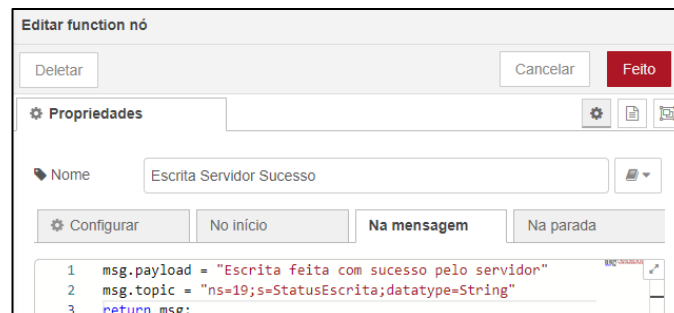 Editar function nó
Deletar
Cancelar
Feito
Propriedades
Nome
Escrita Servidor Sucesso
Configurar
No início
Na mensagem
Na parada
1 msg.payload = "Escrita feita com sucesso pelo servidor"
2 msg.topic = "ns=19;s=StatusEscrita;datatype=String"
3 return msg;